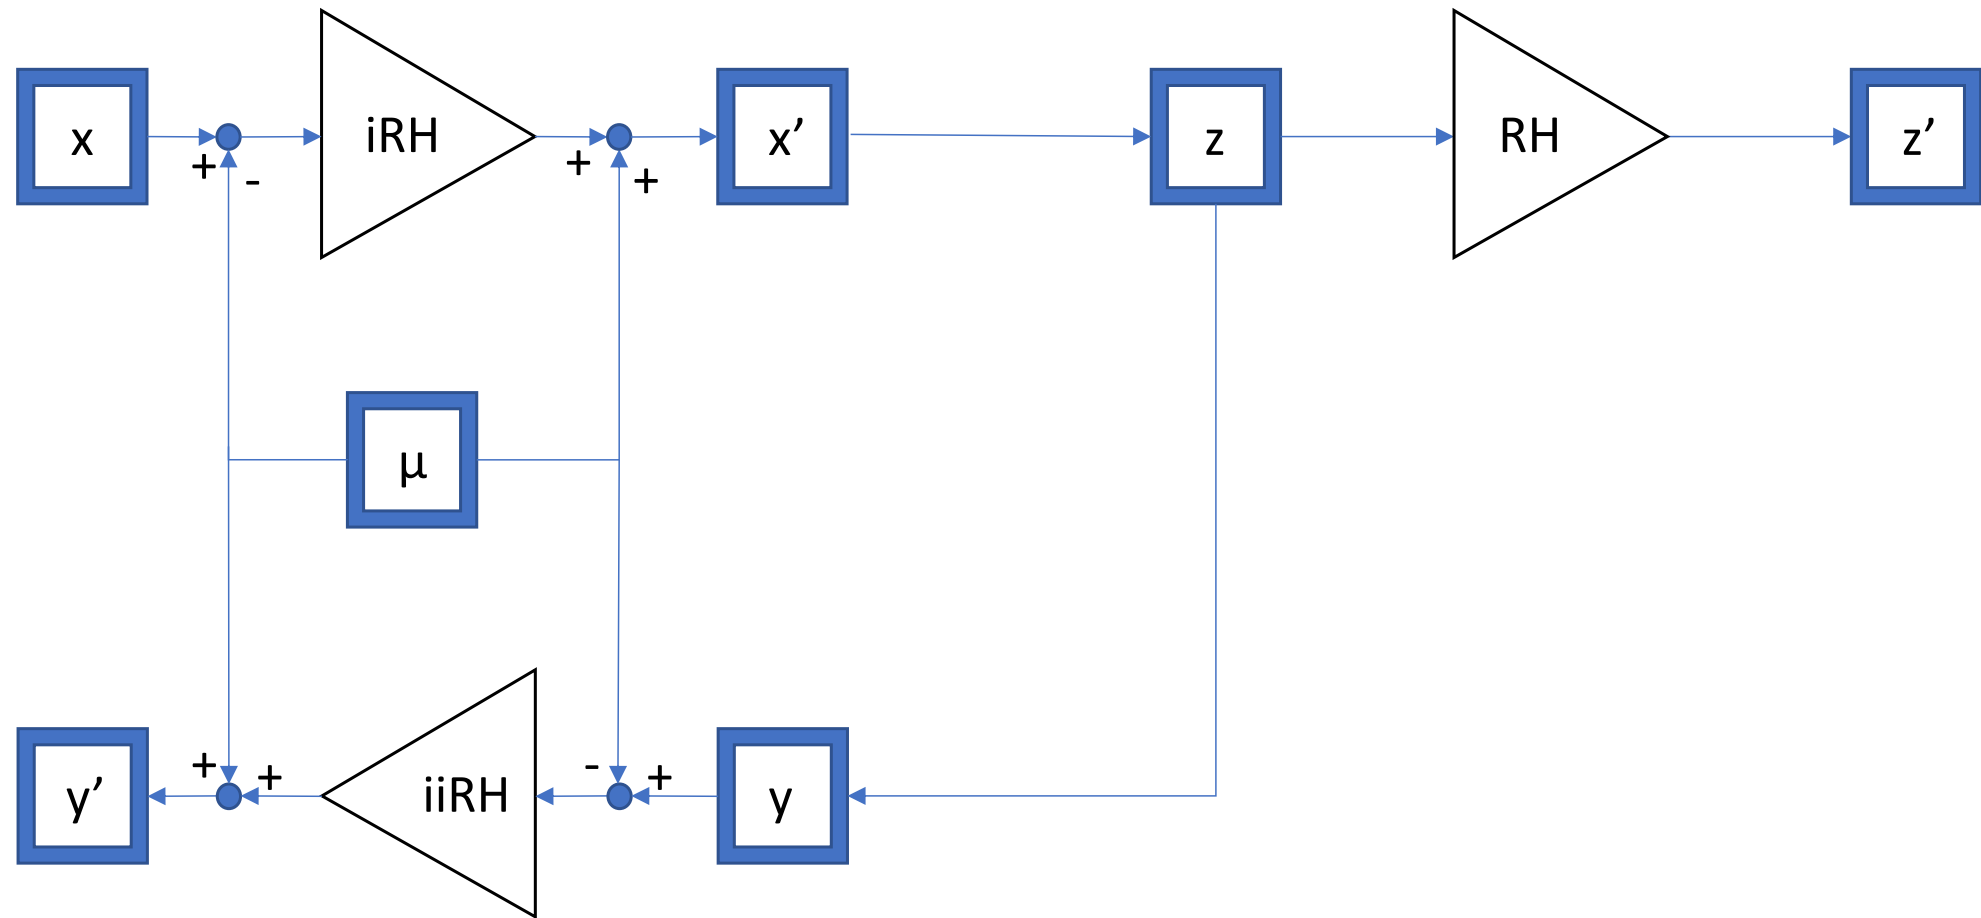 x
+
-
iRH
+
+
x’
z
RH
z’
μ
y’
+
+
iiRH
-
+
y